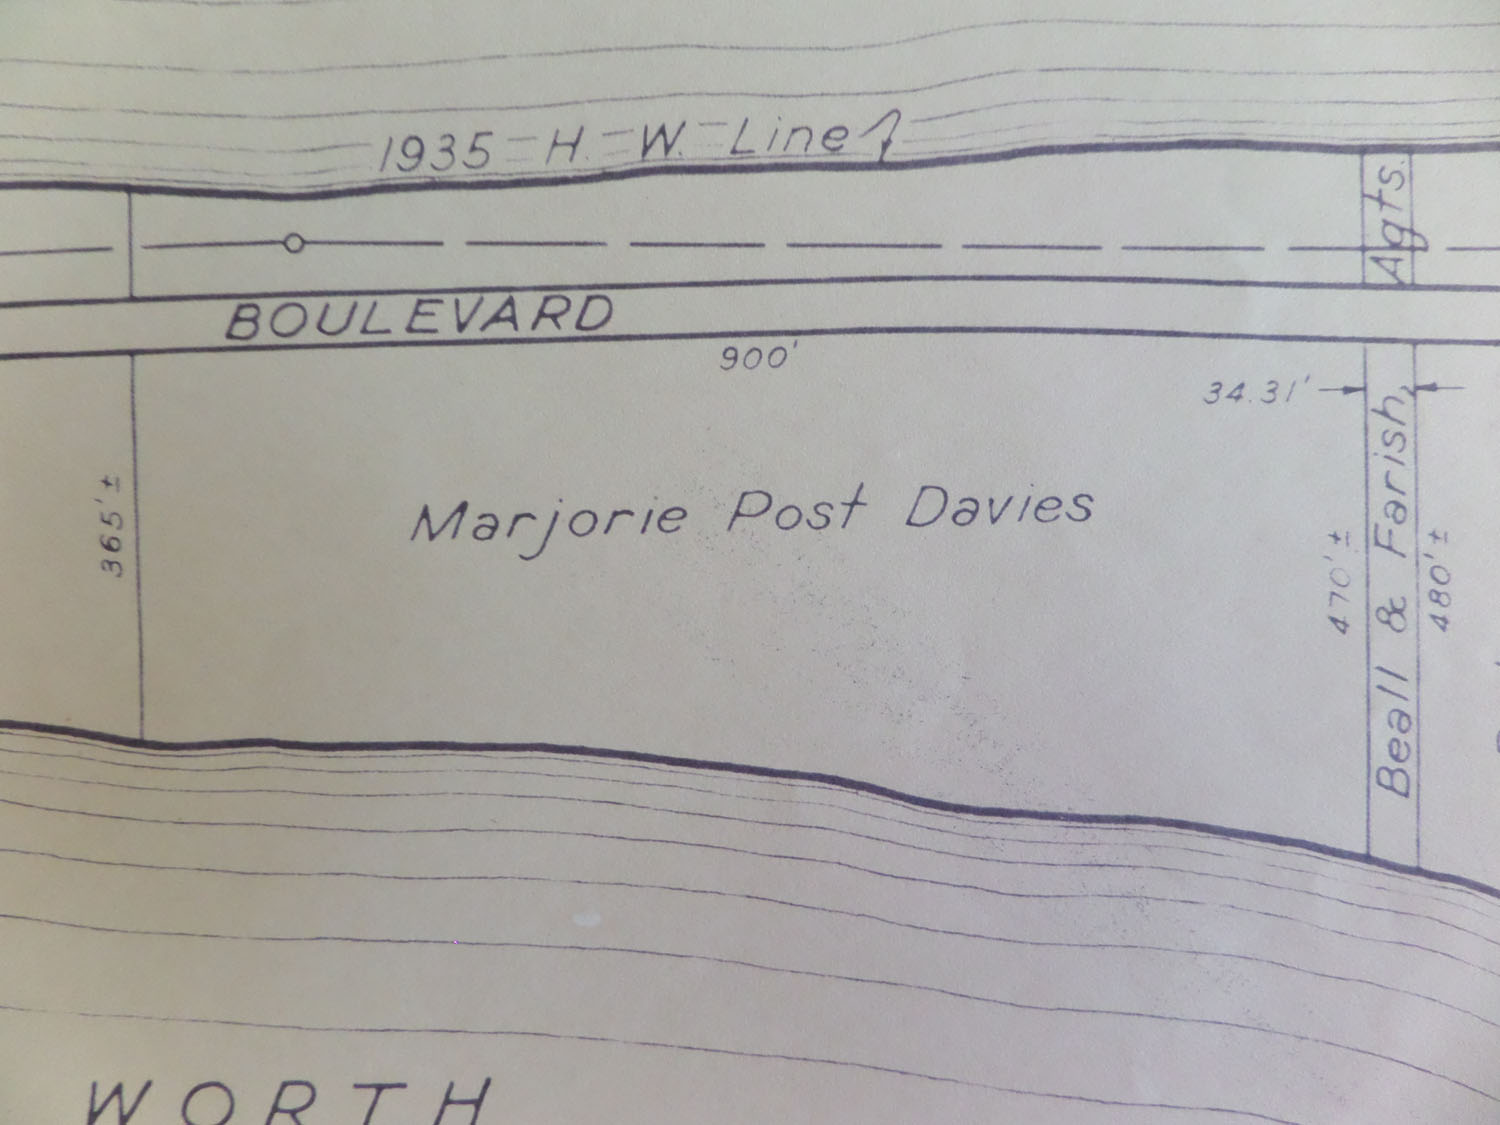 1935 H. W. Line
BOULEVARD
900'
34.31'
365'±
Marjorie Post Davies
470'±
Beall & Farish, Agts.
480'±
WORTH